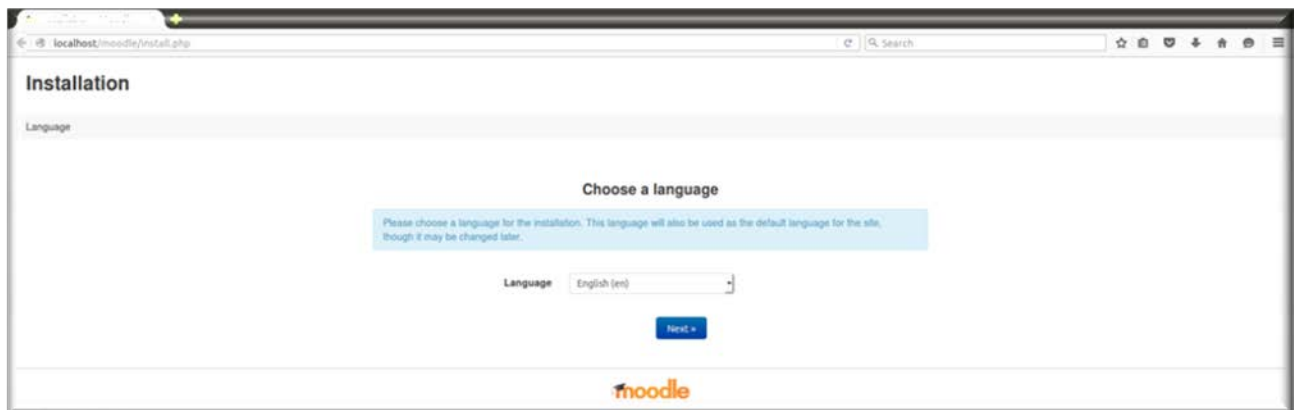 localhost/moodle/install.php
Search
Installation
Language
Choose a language
Please choose a language for the installation. This language will also be used as the default language for the site,
though it may be changed later.
Language English (en)
Next »
moodle